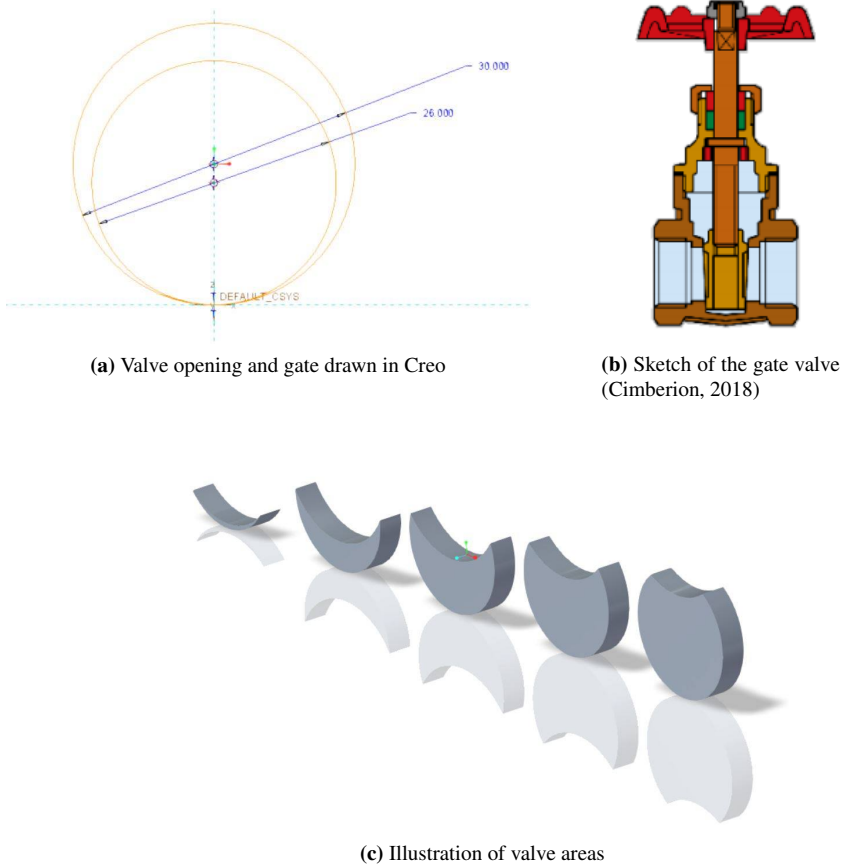 30.000
26.000
Z
DEFAULT_CSYS
(a) Valve opening and gate drawn in Creo
(b) Sketch of the gate valve
(Cimberion, 2018)
(c) Illustration of valve areas